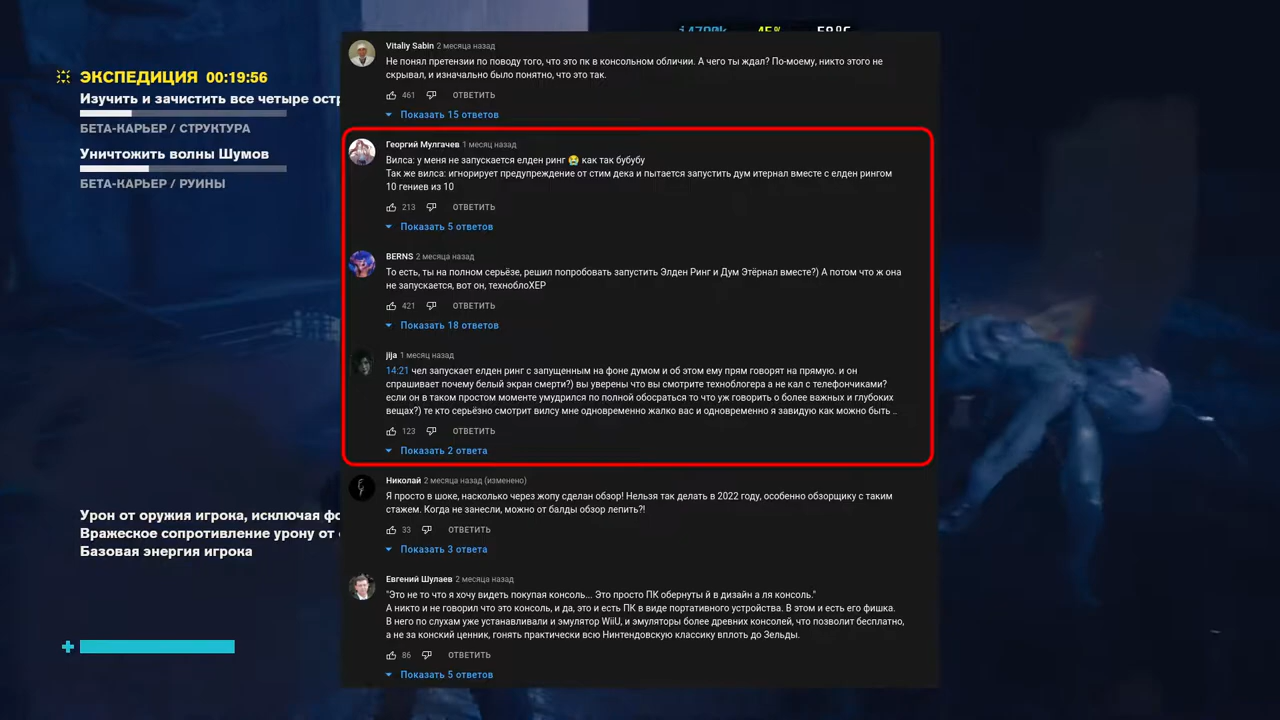 i4790k 45% 58°C
ЭКСПЕДИЦИЯ 00:19:56
Изучить и зачистить все четыре
БЕТА-КАРЬЕР / СТРУКТУРА
Уничтожить волны Шумов
БЕТА-КАРЬЕР / РУИНЫ
Урон от оружия игрока, исключая
Вражеское сопротивление урону от
Базовая энергия игрока
Vitaliy Sabin 2 месяца назад
Не понял претензии по поводу того, что это пк в консольном обличии. А чего ты ждал? По-моему, никто этого не
скрывал, и изначально было понятно, что это так.
461 ОТВЕТИТЬ
Показать 15 ответов
Георгий Мулгачев 1 месяц назад
Вилса: у меня не запускается елден ринг 😭 как так бубубу
Так же вилса: игнорирует предупреждение от стим дека и пытается запустить дум итернал вместе с елден рингом
10 гениев из 10
213 ОТВЕТИТЬ
Показать 5 ответов
BERNS 2 месяца назад
То есть, ты на полном серьёзе, решил попробовать запустить Элден Ринг и Дум Этёрнал вместе?) А потом что ж она
не запускается, вот он, техноблоХЕР
421 ОТВЕТИТЬ
Показать 18 ответов
jija 1 месяц назад
14:21 чел запускает елден ринг с запущенным на фоне думом и об этом ему прям говорят на прямую. и он
спрашивает почему белый экран смерти?) вы уверены что вы смотрите техноблогера а не кал с телефончиками?
если он в таком простом моменте умудрился по полной обосраться то что уж говорить о более важных и глубоких
вещах?) те кто серьёзно смотрит вилсу мне одновременно жалко вас и одновременно я завидую как можно быть ..
123 ОТВЕТИТЬ
Показать 2 ответа
Николай 2 месяца назад (изменено)
Я просто в шоке, насколько через жопу сделан обзор! Нельзя так делать в 2022 году, особенно обзорщику с таким
стажем. Когда не занесли, можно от балды обзор лепить?!
33 ОТВЕТИТЬ
Показать 3 ответа
Евгений Шулаев 2 месяца назад
"Это не то что я хочу видеть покупая консоль... Это просто ПК обернуты й в дизайн а ля консоль."
А никто и не говорил что это консоль, и да, это и есть ПК в виде портативного устройства. В этом и есть его фишка.
В него по слухам уже устанавливали и эмулятор WiiU, и эмуляторы более древних консолей, что позволит бесплатно,
а не за конский ценник, гонять практически всю Нинтендовскую классику вплоть до Зельды.
86 ОТВЕТИТЬ
Показать 5 ответов